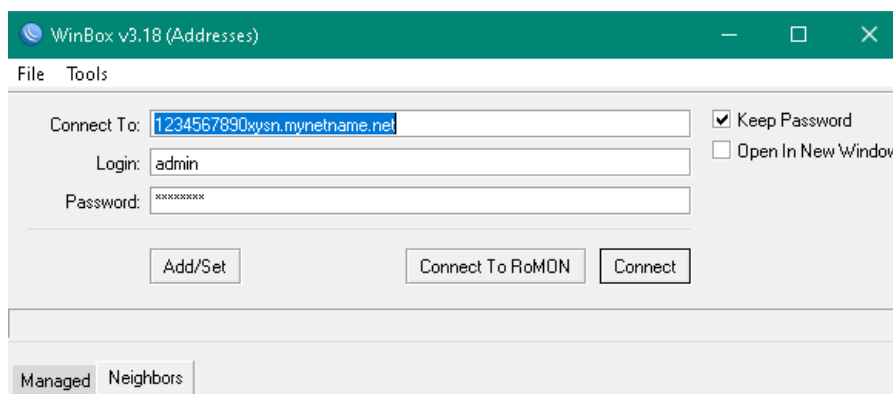 WinBox v3.18 (Addresses)
File Tools
Connect To: 1234567890xysn.mynetname.net
Keep Password
Open In New Window
Login: admin
Password: ********
Add/Set
Connect To RoMON
Connect
Managed
Neighbors